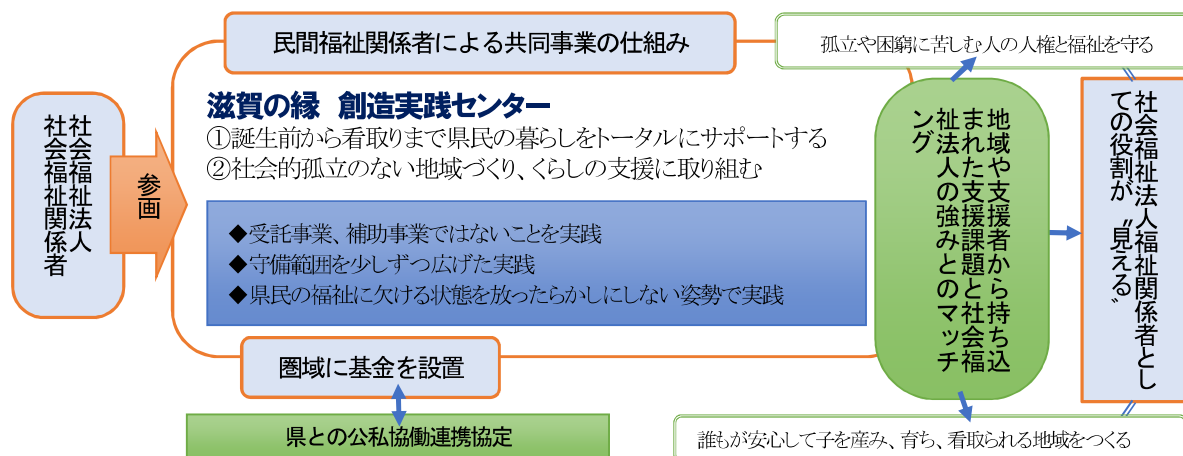 民間福祉関係者による共同事業の仕組み
孤立や困窮に苦しむ人の人権と福祉を守る
社会福祉法人
社会福祉関係者
参画
滋賀の縁 創造実践センター
①誕生前から看取りまで県民の暮らしをトータルにサポートする
②社会的孤立のない地域づくり、くらしの支援に取り組む
◆受託事業、補助事業ではないことを実践
◆守備範囲を少しずつ広げた実践
◆県民の福祉に欠ける状態を放ったらかしにしない姿勢で実践
地域や支援者から持ち込
まれた支援課題と社会福
祉法人の強みとのマッチ
ング
社会福祉法人福祉関係者とし
ての役割が〝見える〟
圏域に基金を設置
県との公私協働連携協定
誰もが安心して子を産み、育ち、看取られる地域をつくる